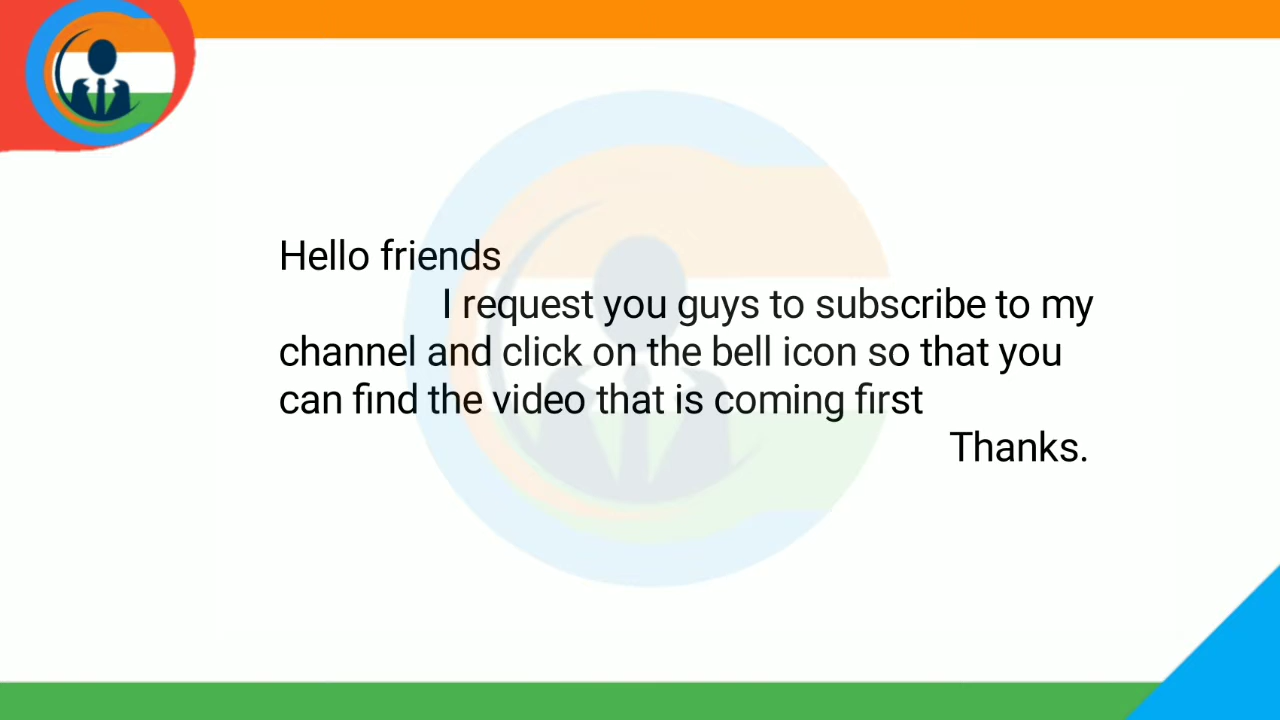 Hello friends
I request you guys to subscribe to my
channel and click on the bell icon so that you
can find the video that is coming first
Thanks.